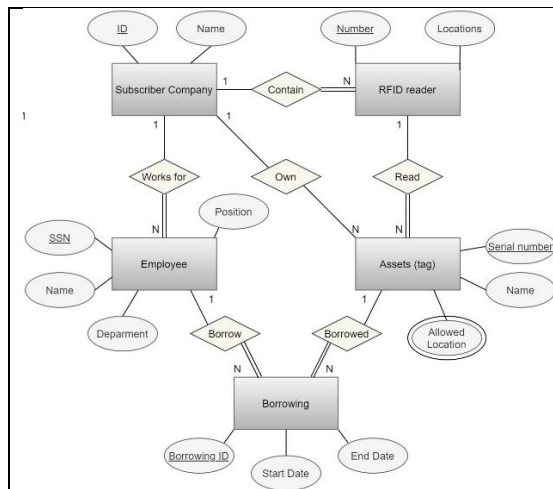 ID
Name
Number
Locations
Subscriber Company
1
Contain
N
RFID reader
1
1
1
1
Works for
Own
Read
Position
SSN
N
N
N
Employee
Assets (tag)
Serial number
Name
Name
1
1
Deparment
Borrow
Borrowed
Allowed
Location
N
N
Borrowing
Borrowing ID
Start Date
End Date